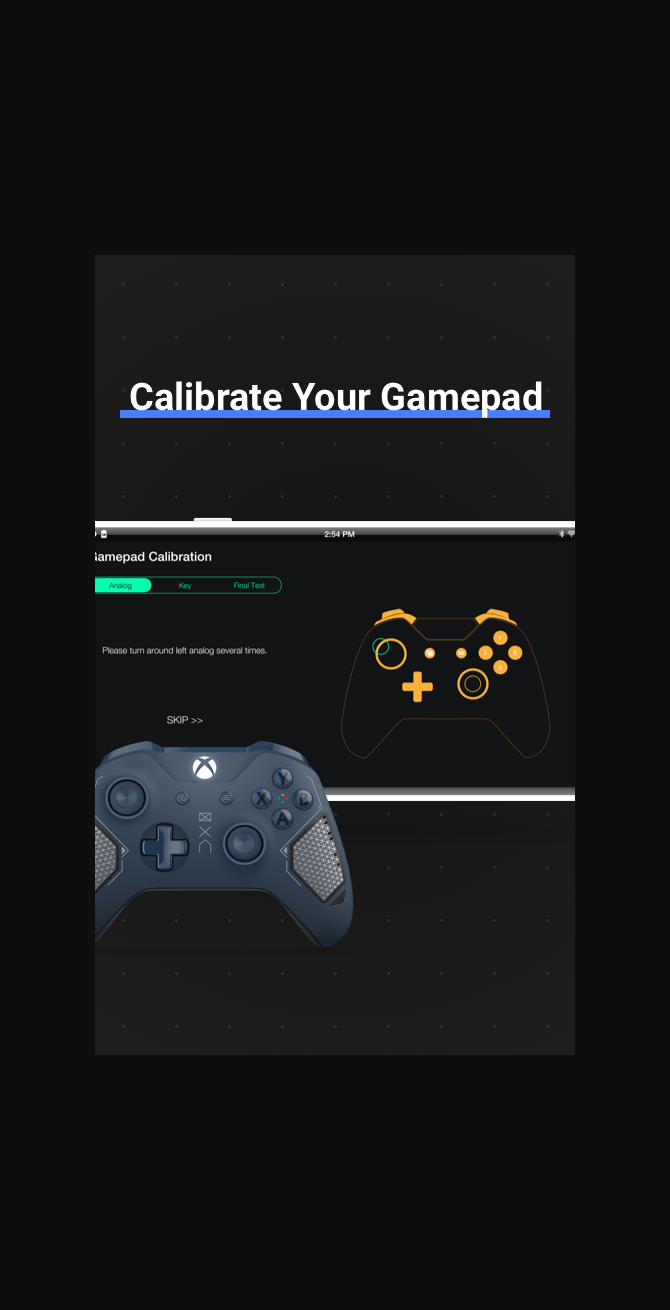 Calibrate Your Gamepad
2:54 PM
Gamepad Calibration
Analog Key Final Test
Please turn around left analog several times.
SKIP >>
Y
X B
A
Y
X B
A